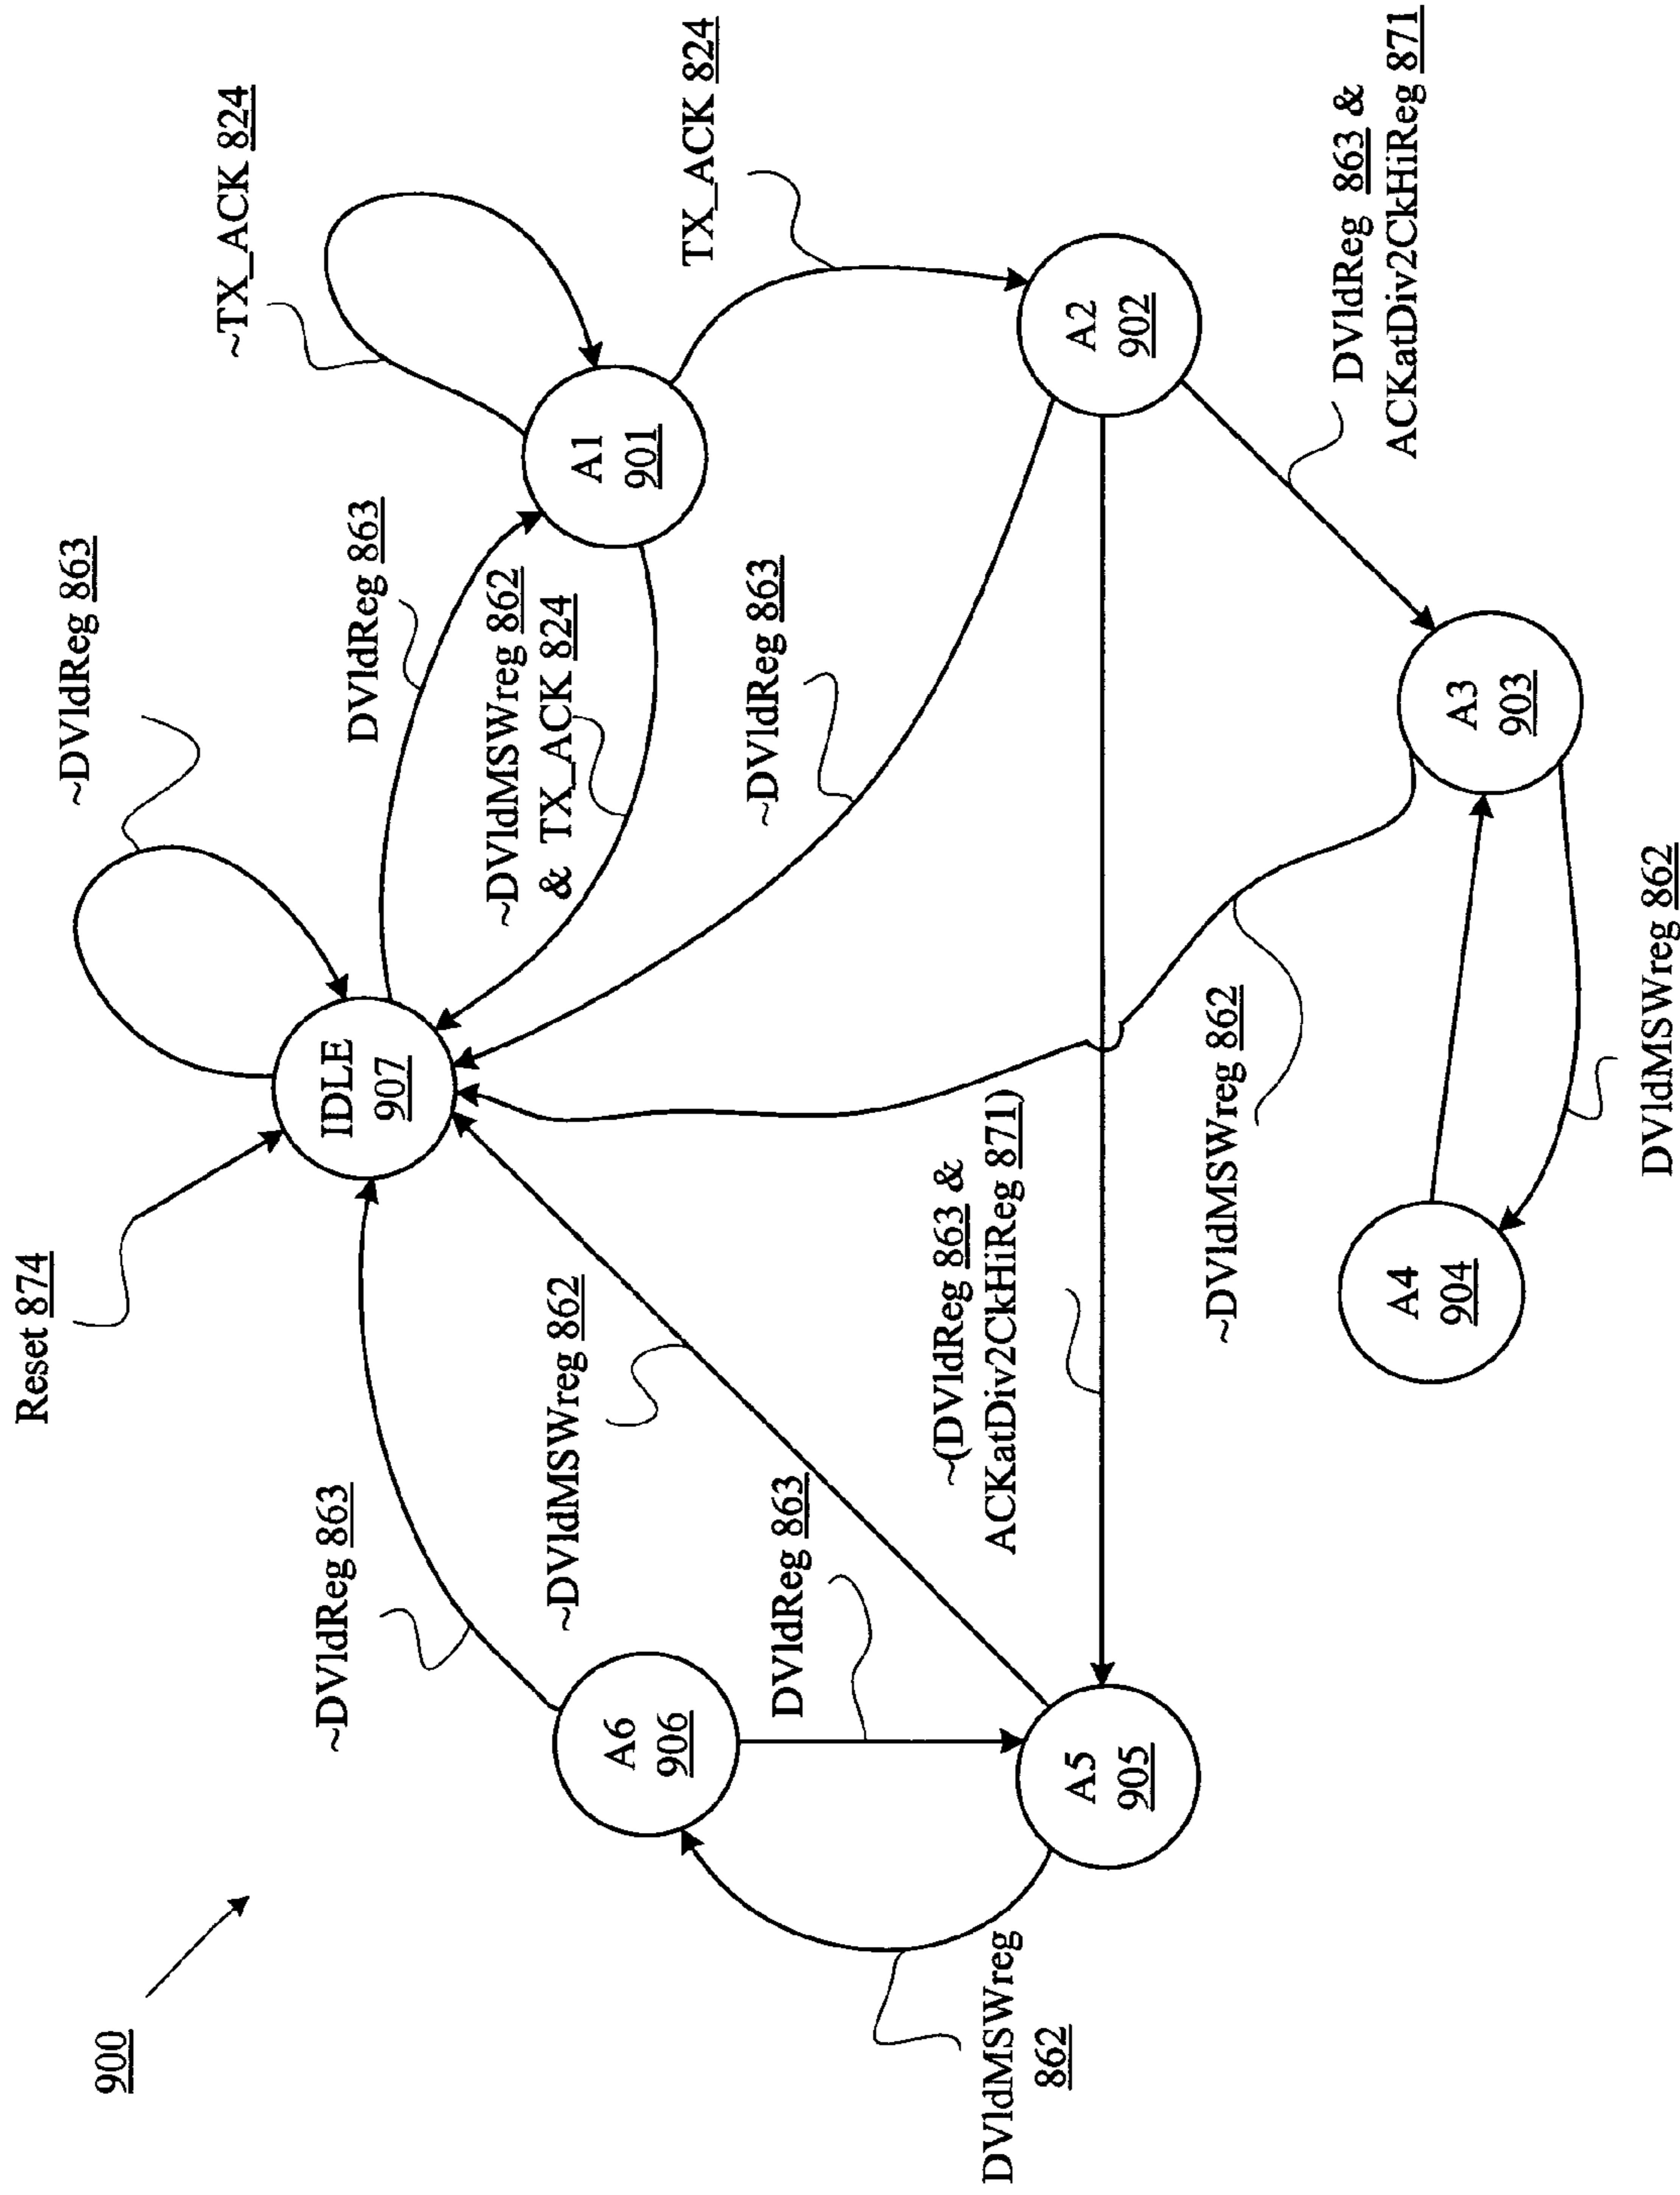 900
Reset 874
~DVldReg 863
~TX_ACK 824
IDLE
907
DVldReg 863
~DVldMSWreg 862
& TX_ACK 824
A1
901
TX_ACK 824
~DVldReg 863
~DVldMSWreg 862
~DVldReg 863
A6
906
DVldReg 863
~(DVldReg 863 &
ACKatDiv2CkHiReg 871)
A2
902
DVldReg 863 &
ACKatDiv2CkHiReg 871
DVldMSWreg
862
A5
905
~DVldMSWreg 862
A4
904
A3
903
DVldMSWreg 862